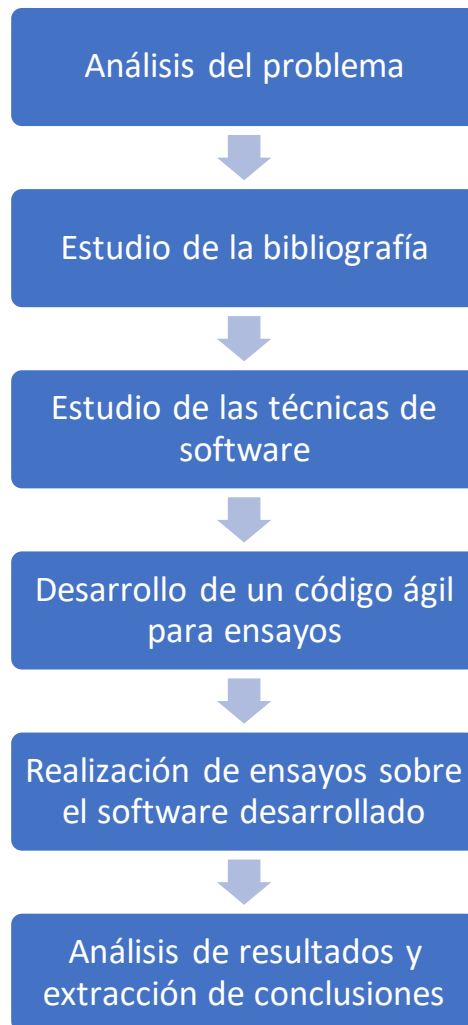 Análisis del problema
Estudio de la bibliografía
Estudio de las técnicas de
software
Desarrollo de un código ágil
para ensayos
Realización de ensayos sobre
el software desarrollado
Análisis de resultados y
extracción de conclusiones